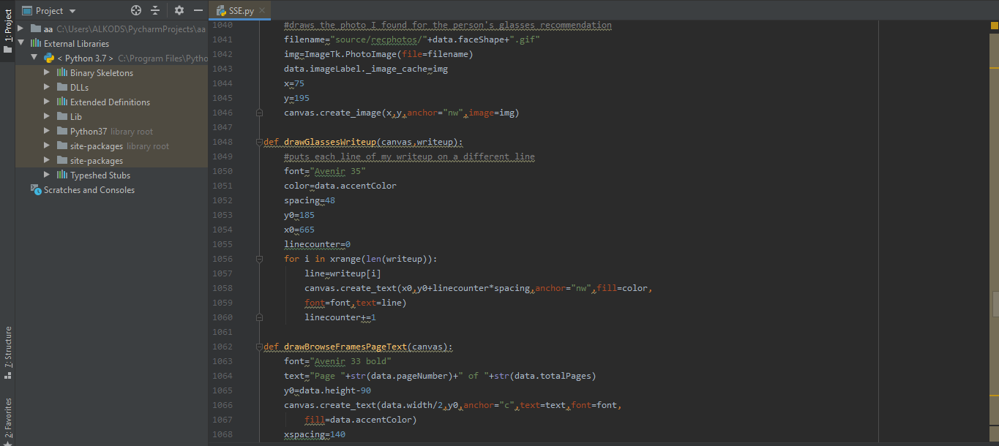 Project
SSE.py
1: Project
aa C:\Users\ALKODS\PycharmProjects\aa
External Libraries
< Python 3.7 > C:\Program Files\Pytho
Binary Skeletons
DLLs
Extended Definitions
Lib
Python37 library root
site-packages library root
site-packages
Typeshed Stubs
Scratches and Consoles
7: Structure
2: Favorites
1040 #draws the photo I found for the person's glasses recommendation
1041 filename="source/recphotos/"+data.faceShape+".gif"
1042 img=ImageTk.PhotoImage(file=filename)
1043 data.imageLabel._image_cache=img
1044 x=75
1045 y=195
1046 canvas.create_image(x,y,anchor="nw",image=img)
1047
1048 def drawGlassesWriteup(canvas,writeup):
1049 #puts each line of my writeup on a different line
1050 font="Avenir 35"
1051 color=data.accentColor
1052 spacing=48
1053 y0=185
1054 x0=665
1055 linecounter=0
1056 for i in xrange(len(writeup)):
1057 line=writeup[i]
1058 canvas.create_text(x0,y0+linecounter*spacing,anchor="nw",fill=color,
1059 font=font,text=line)
1060 linecounter+=1
1061
1062 def drawBrowseFramesPageText(canvas):
1063 font="Avenir 33 bold"
1064 text="Page "+str(data.pageNumber)+" of "+str(data.totalPages)
1065 y0=data.height-90
1066 canvas.create_text(data.width/2,y0,anchor="c",text=text,font=font,
1067 fill=data.accentColor)
1068 xspacing=140